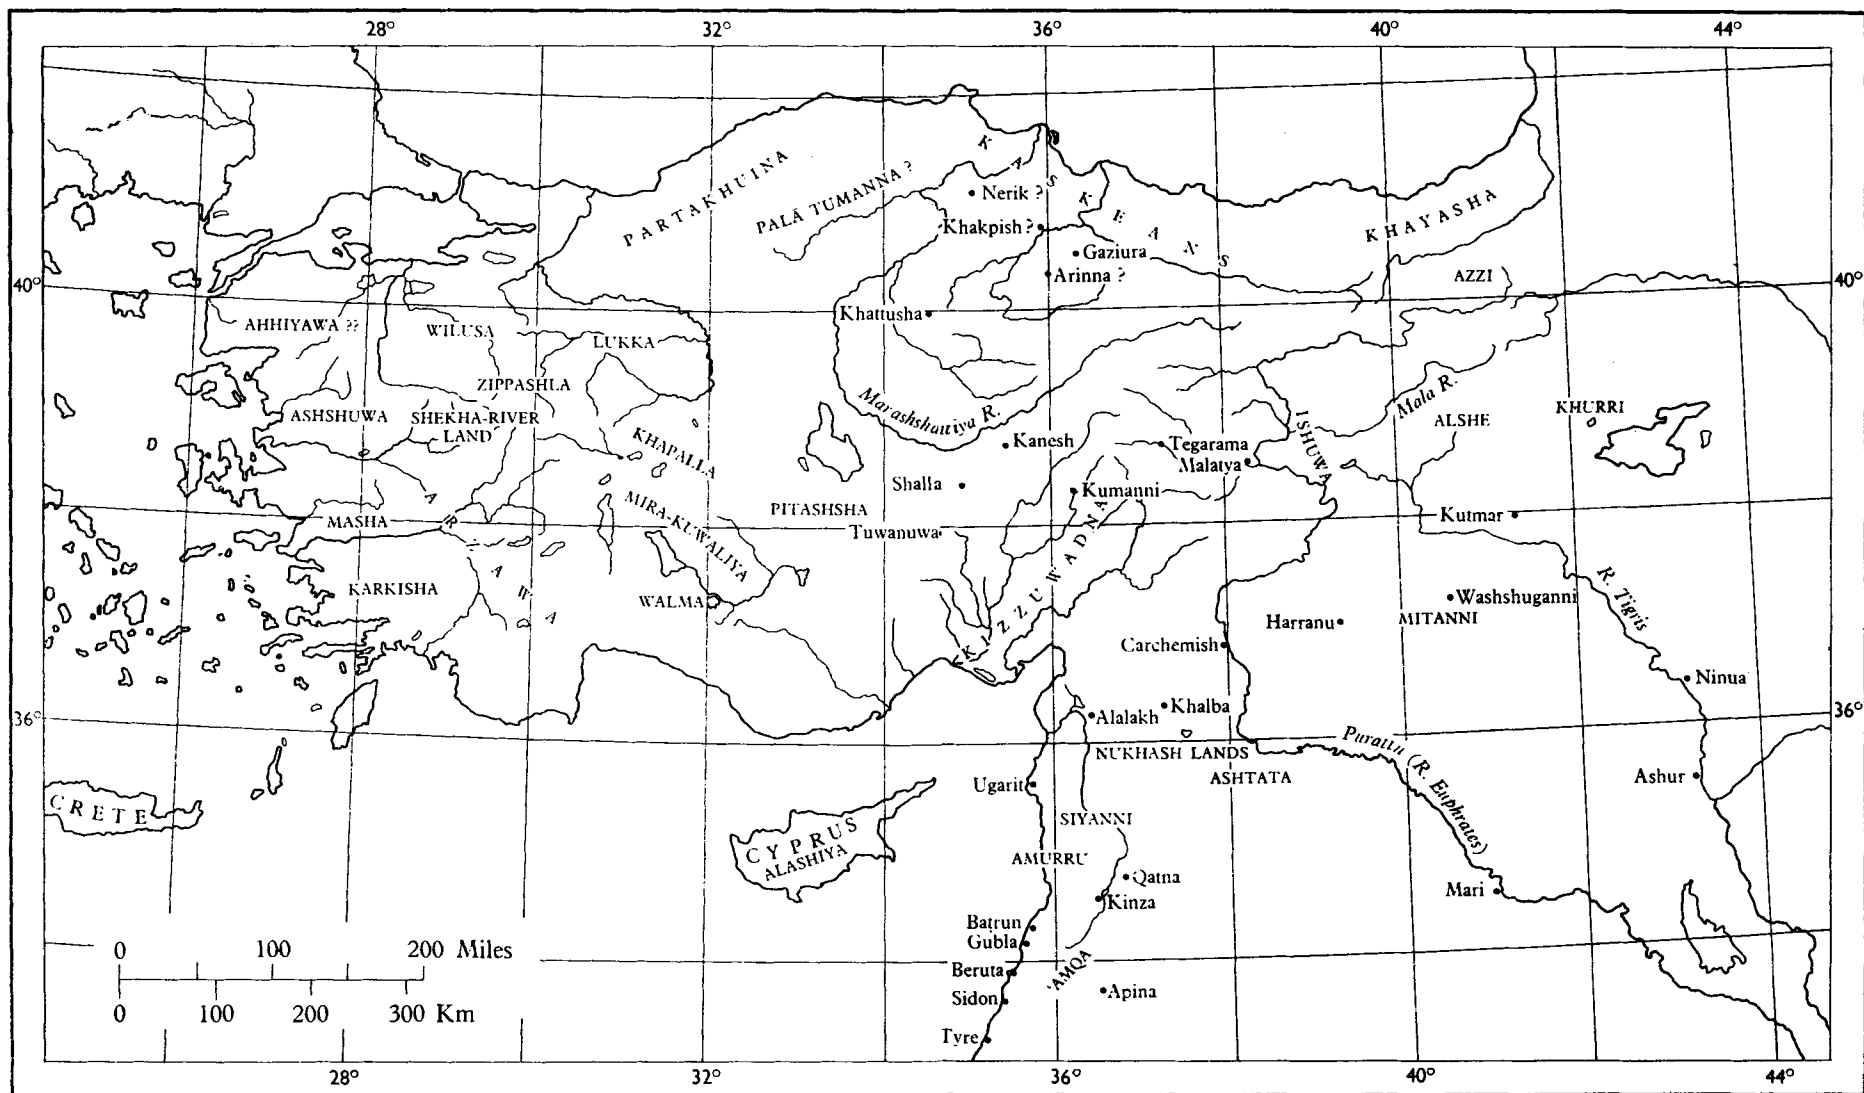 28°
32°
36°
40°
44°
PARTAKHUINA
PALĀ TUMANNA ?
KASKEANS
Nerik ?
Khakpish ?
Gaziura
Arinna ?
KHAYASHA
AZZI
40°
40°
AHHIYAWA ??
WILUSA
LUKKA
Khattusha
ZIPPASHLA
ASHSHUWA
SHEKHA-RIVER
LAND
KHAPALLA
Marashshantiya R.
Kanesh
Tegarama
Malatya
ISHUWA
Mala R.
ALSHE
KHURRI
Shalla
Kumanni
PITASHSHA
MIRA-KUWALIYA
MASHA
ARZAWA
Tuwanuwa
Kutmar
KIZZUWADNA
KARKISHA
WALMA
Harranu
Washshuganni
MITANNI
R. Tigris
Carchemish
Ninua
36°
36°
Alalakh
Khalba
NUKHASH LANDS
ASHTATA
Purattu (R. Euphrates)
Ashur
CRETE
Ugarit
SIYANNI
CYPRUS
ALASHIYA
AMURRU
Qatna
Kinza
Mari
Batrun
Gubla
Beruta
'AMQA
Apina
Sidon
Tyre
0 100 200 Miles
0 100 200 300 Km
28°
32°
36°
40°
44°